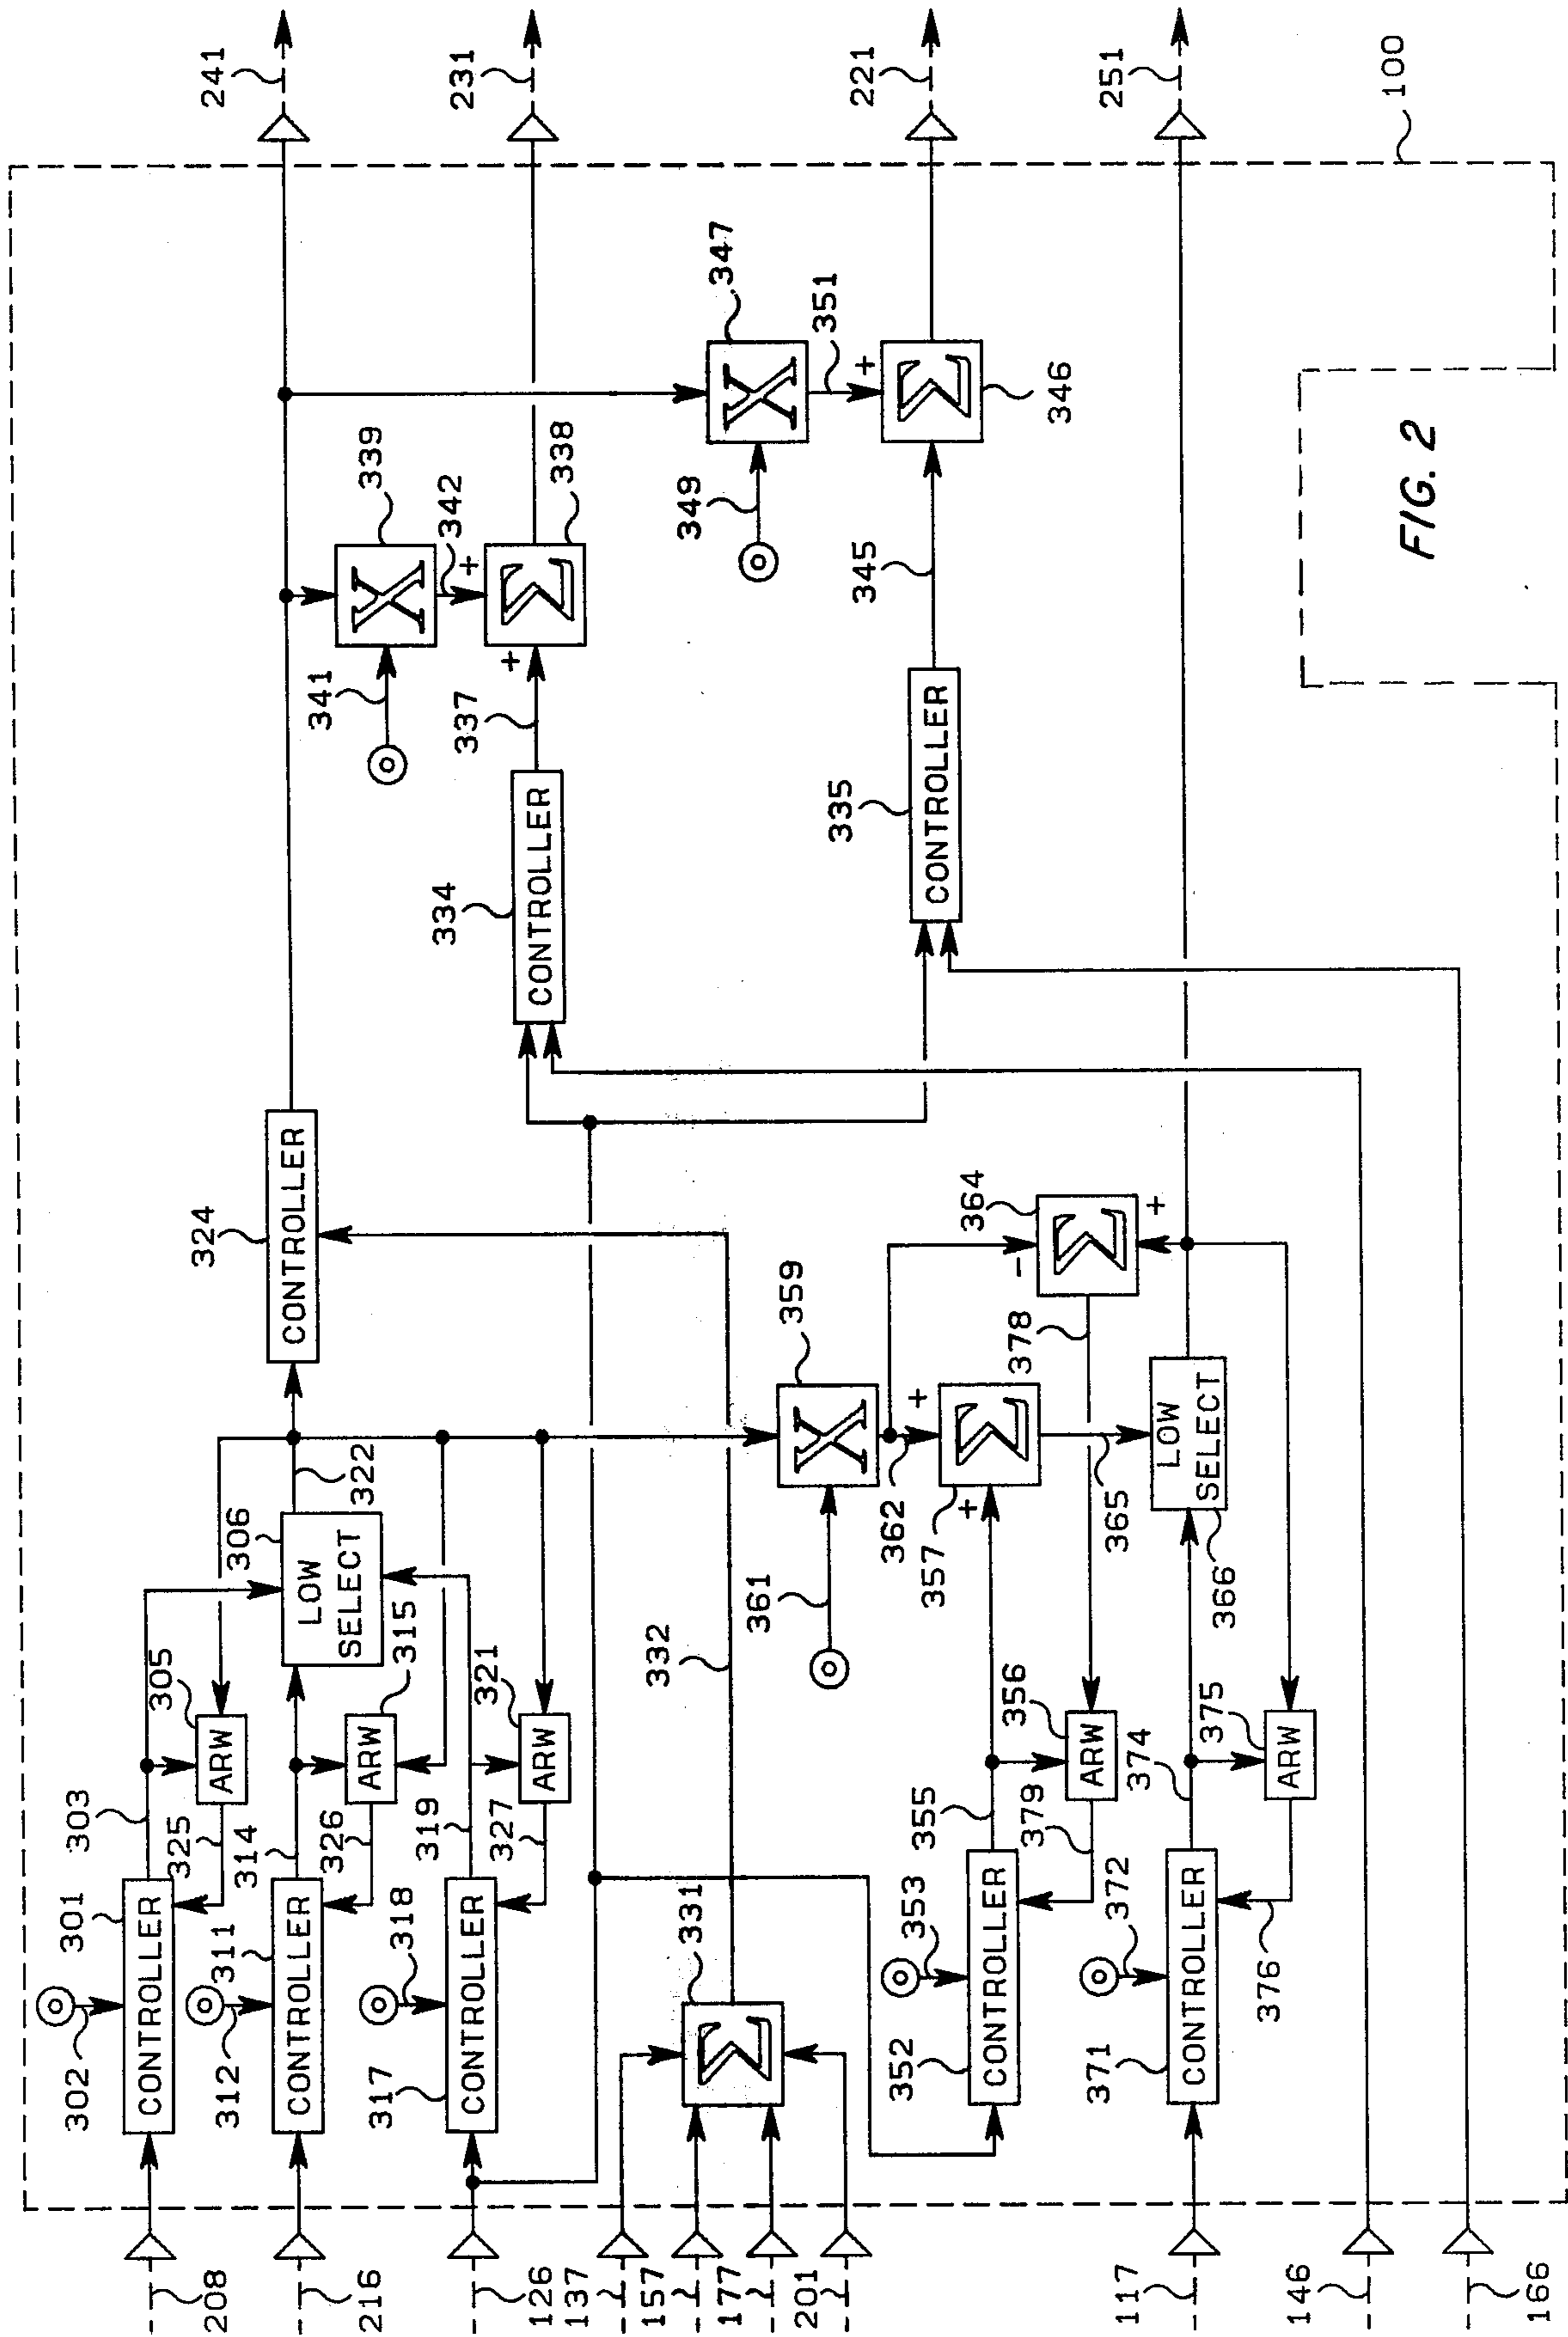 241
231
221
251
100
347
351
346
349
339
342
338
341
337
345
335
CONTROLLER
334
CONTROLLER
FIG. 2
324
CONTROLLER
364
-
+
378
359
362
+
357
+
361
365
366
LOW
SELECT
306
322
LOW
SELECT
315
305
ARW
321
ARW
ARW
332
356
ARW
375
ARW
303
325
314
326
319
327
355
379
374
376
301
302
CONTROLLER
311
312
CONTROLLER
317
318
CONTROLLER
331
353
352
CONTROLLER
372
371
CONTROLLER
208
216
126
137
157
177
201
117
146
166
X
Σ
X
Σ
X
Σ
Σ
Σ
+
+
+